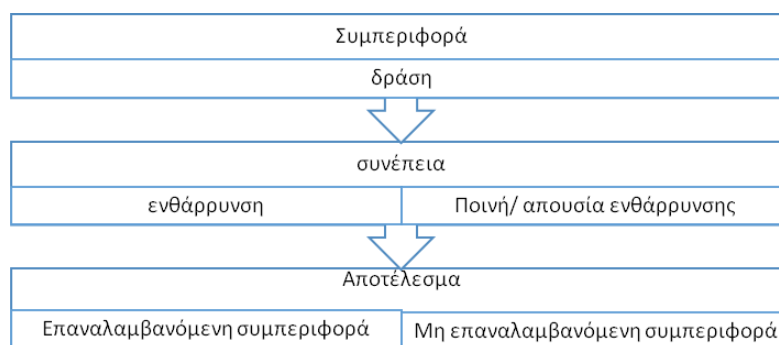 Συμπεριφορά
δράση
συνέπεια
ενθάρρυνση
Ποινή/ απουσία ενθάρρυνσης
Αποτέλεσμα
Επαναλαμβανόμενη συμπεριφορά
Μη επαναλαμβανόμενη συμπεριφορά